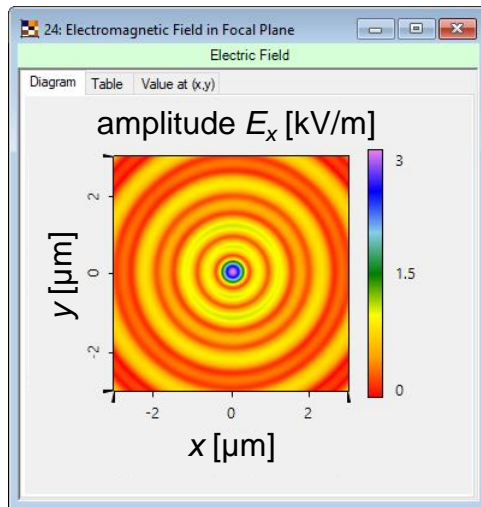 24: Electromagnetic Field in Focal Plane
Electric Field
Diagram Table Value at (x,y)
amplitude Eₓ [kV/m]
3
2
y [µm]
0
1.5
-2
0
-2 0 2
x [µm]